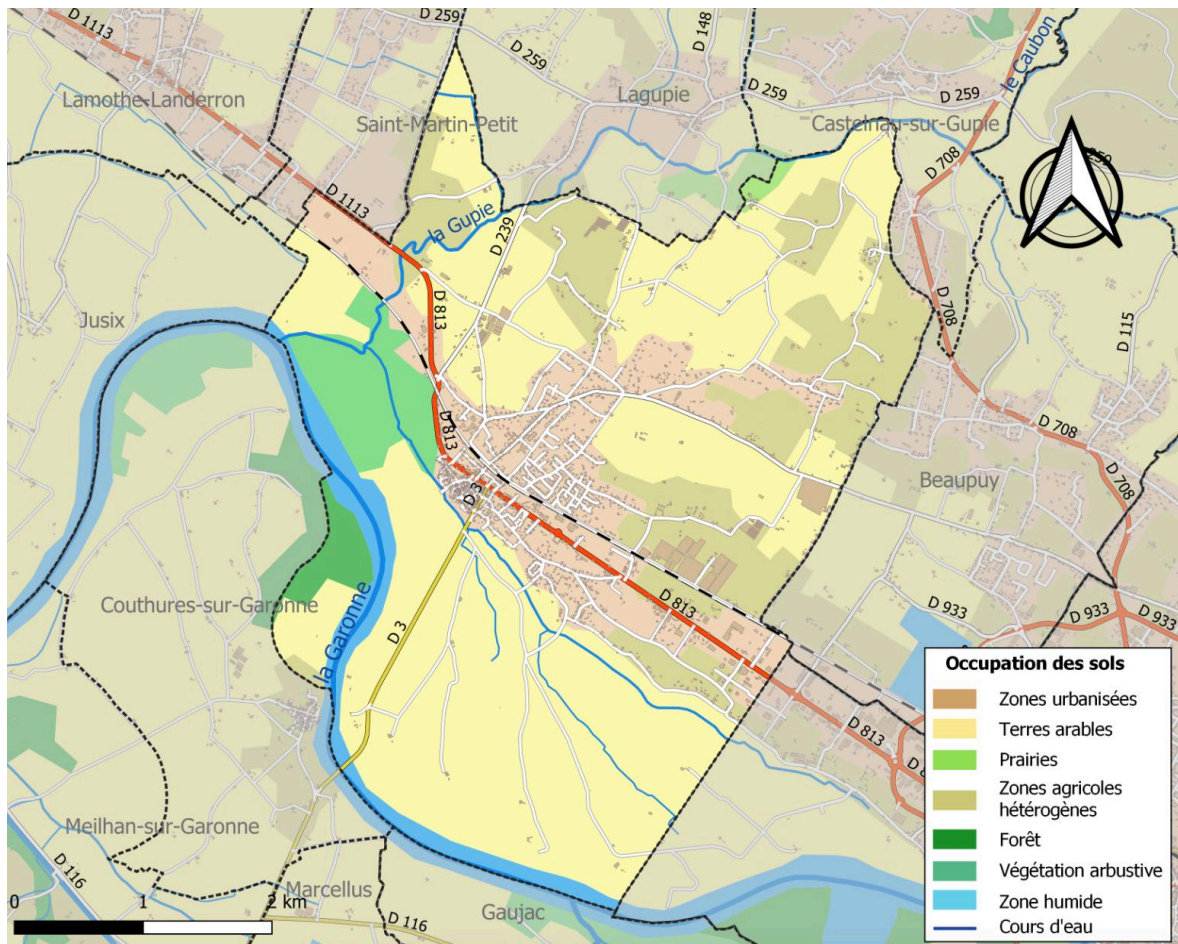 D 1113
D 259
D 148
le Caubon
Lamothe-Landerron
Lagupie
D 259
D 259
Saint-Martin-Petit
Castelnau-sur-Gupie
259
D 708
D 1113
la Gupie
D 239
Jusix
D 813
D 708
D 115
D 813
D 708
D 3
Beaupuy
D 708
Couthures-sur-Garonne
la Garonne
D 3
D 813
D 933
D 933
D 933
D 813
Meilhan-sur-Garonne
D 116
Marcellus
Gaujac
D 116
0 1 2 km
Occupation des sols
Zones urbanisées
Terres arables
Prairies
Zones agricoles
hétérogènes
Forêt
Végétation arbustive
Zone humide
Cours d'eau